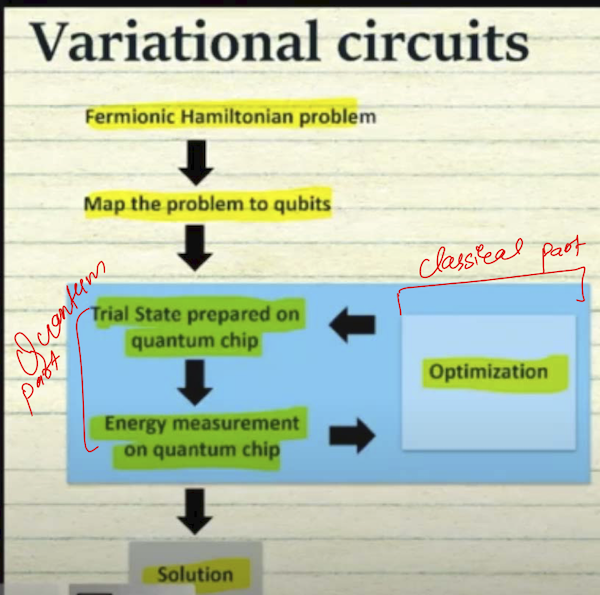 Variational circuits
Fermionic Hamiltonian problem
Map the problem to qubits
classical part
Quantum
part
Trial State prepared on
quantum chip
Optimization
Energy measurement
on quantum chip
Solution